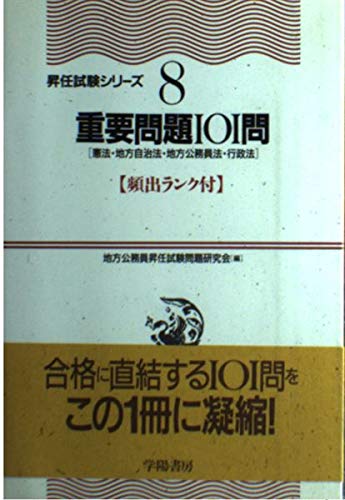 昇任試験シリーズ 8
重要問題101問
[憲法・地方自治法・地方公務員法・行政法]
【頻出ランク付】
地方公務員昇任試験問題研究会[編]
合格に直結する101問を
この1冊に凝縮!
学陽書房